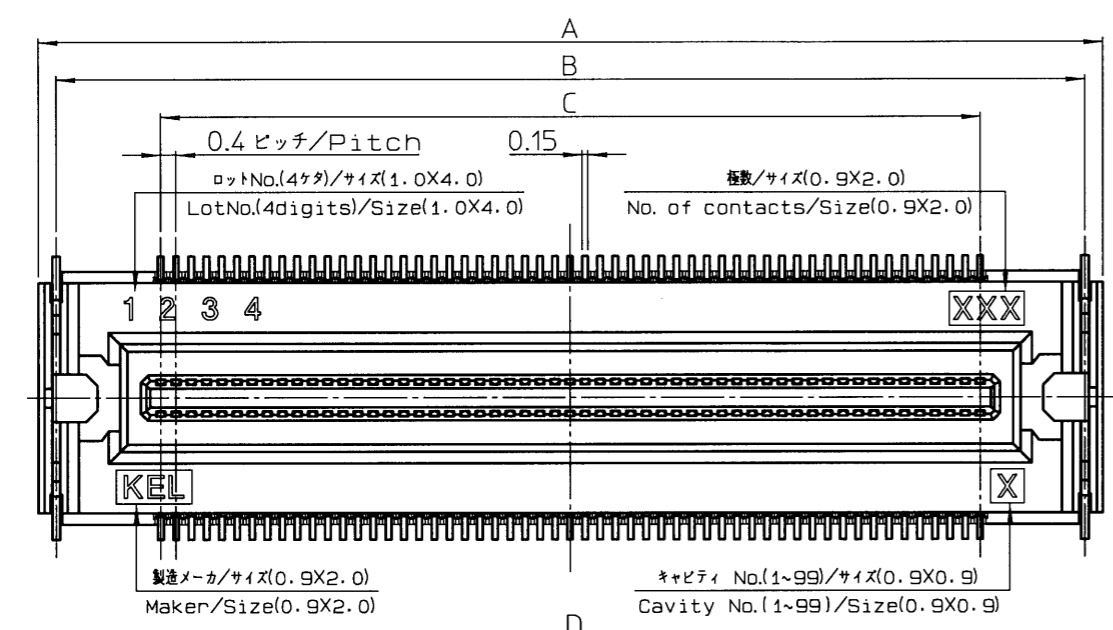 A
B
C
0.4 ピッチ/Pitch
0.15
ロットNo.(4ケタ)/サイズ(1.0X4.0)
LotNo.(4digits)/Size(1.0X4.0)
極数/サイズ(0.9X2.0)
No. of contacts/Size(0.9X2.0)
1 2 3 4
XXX
KEL
X
製造メーカ/サイズ(0.9X2.0)
Maker/Size(0.9X2.0)
キャビティ No.(1~99)/サイズ(0.9X0.9)
Cavity No.(1~99)/Size(0.9X0.9)
D